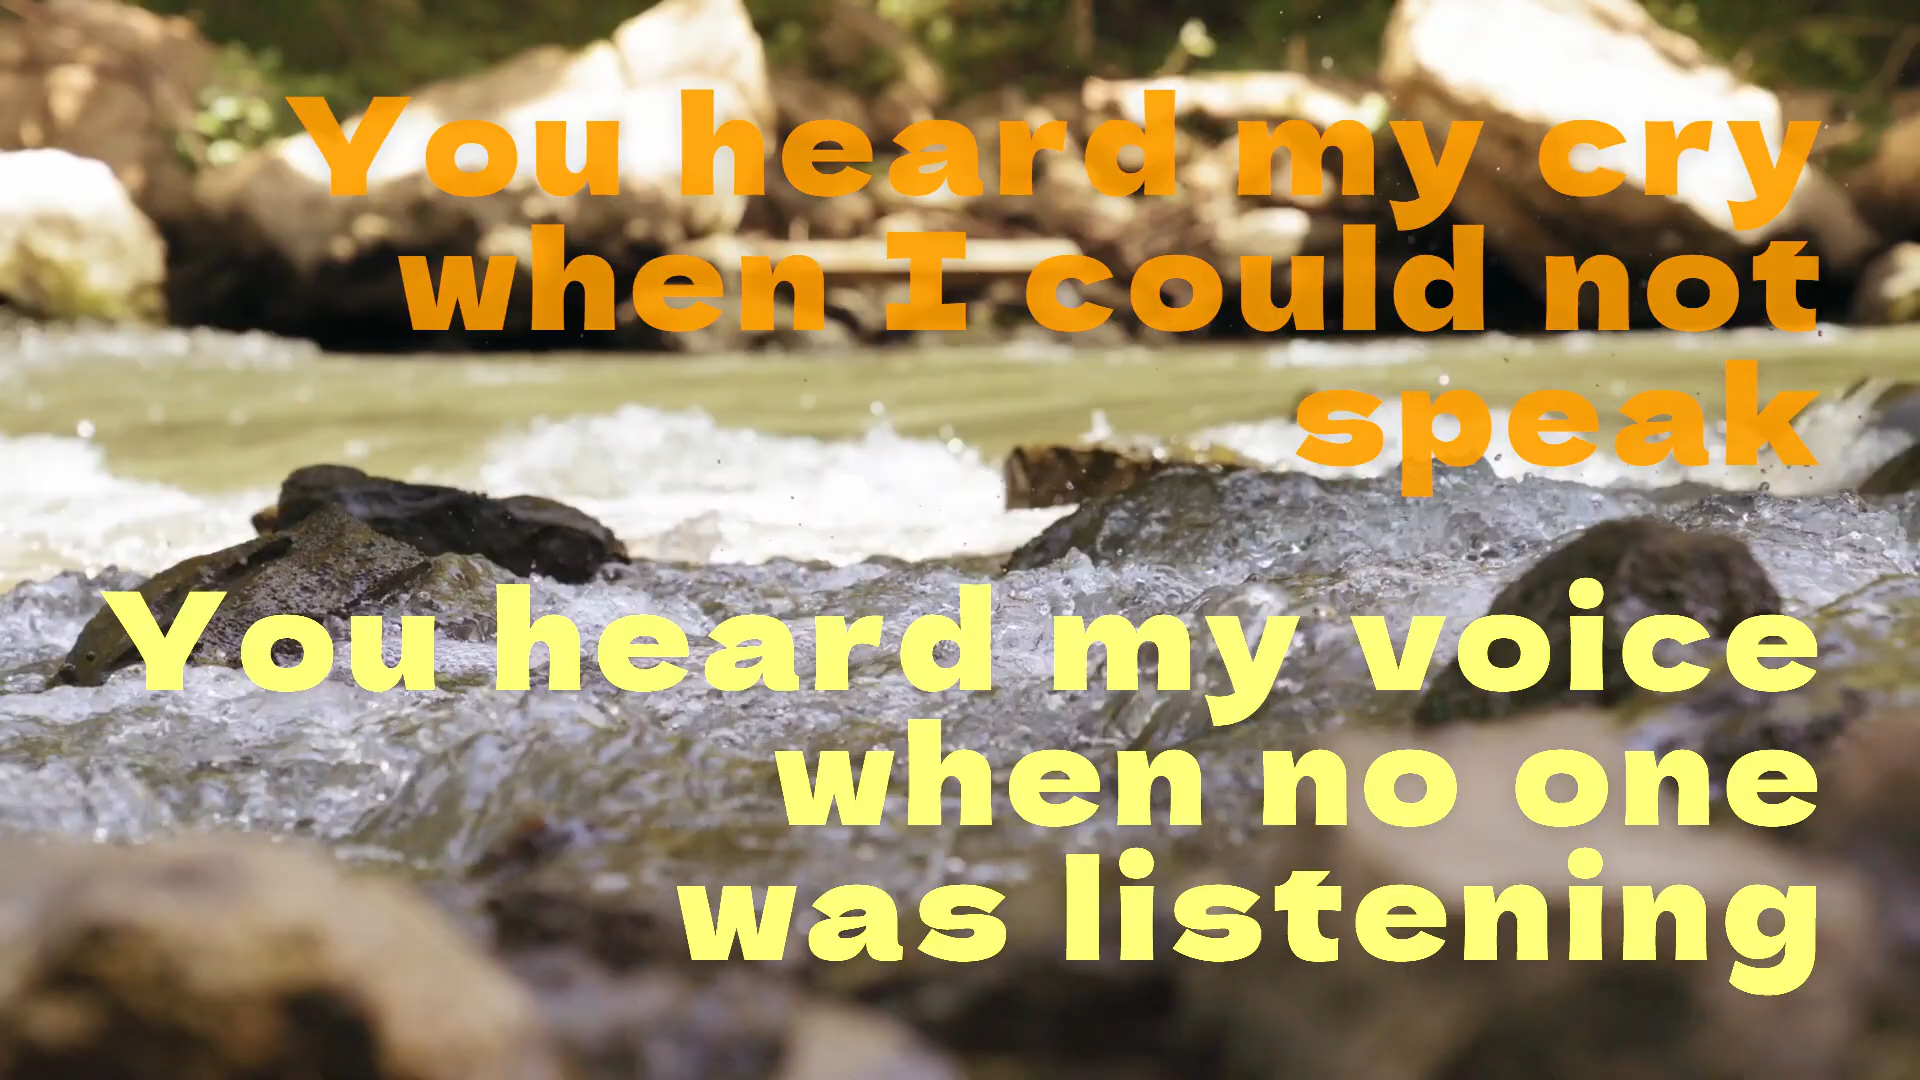 You heard my cry
when I could not
speak
You heard my voice
when no one
was listening